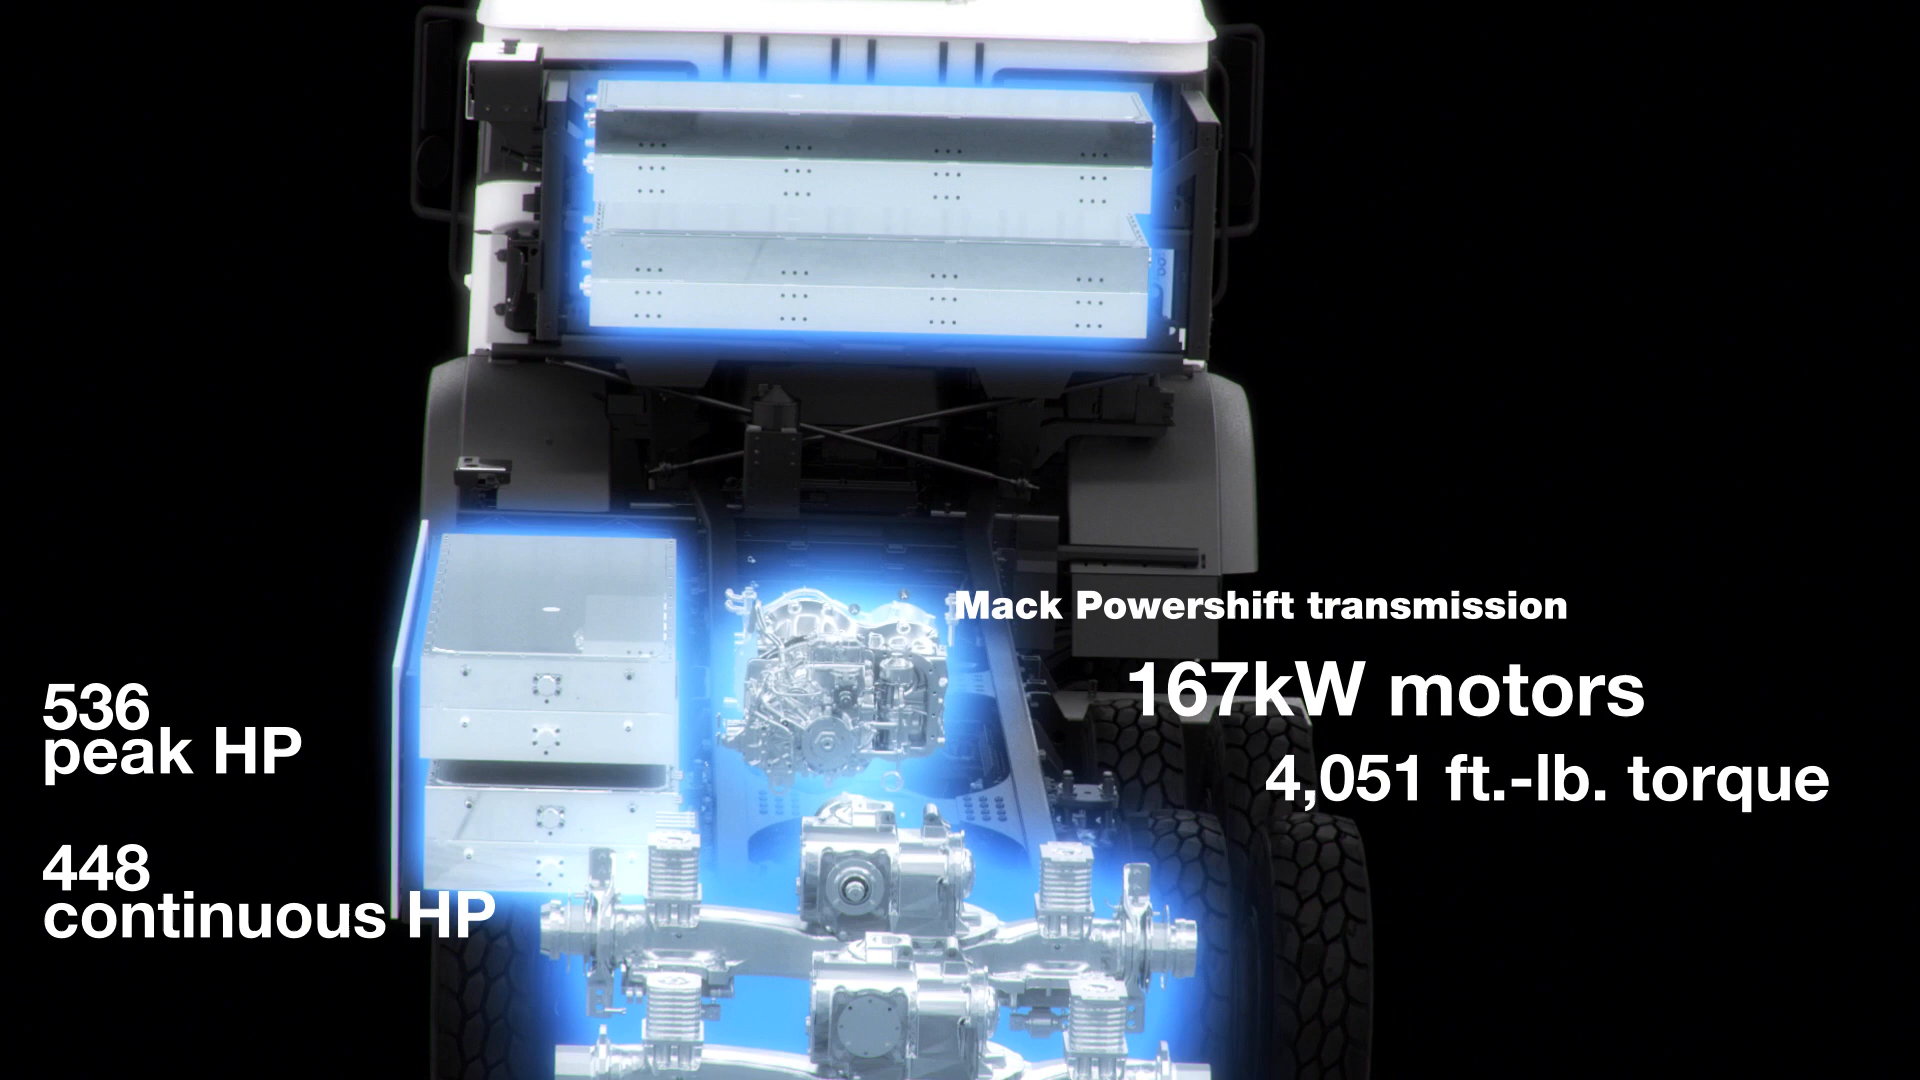 Mack Powershift transmission
167kW motors
4,051 ft.-lb. torque
536
peak HP
448
continuous HP